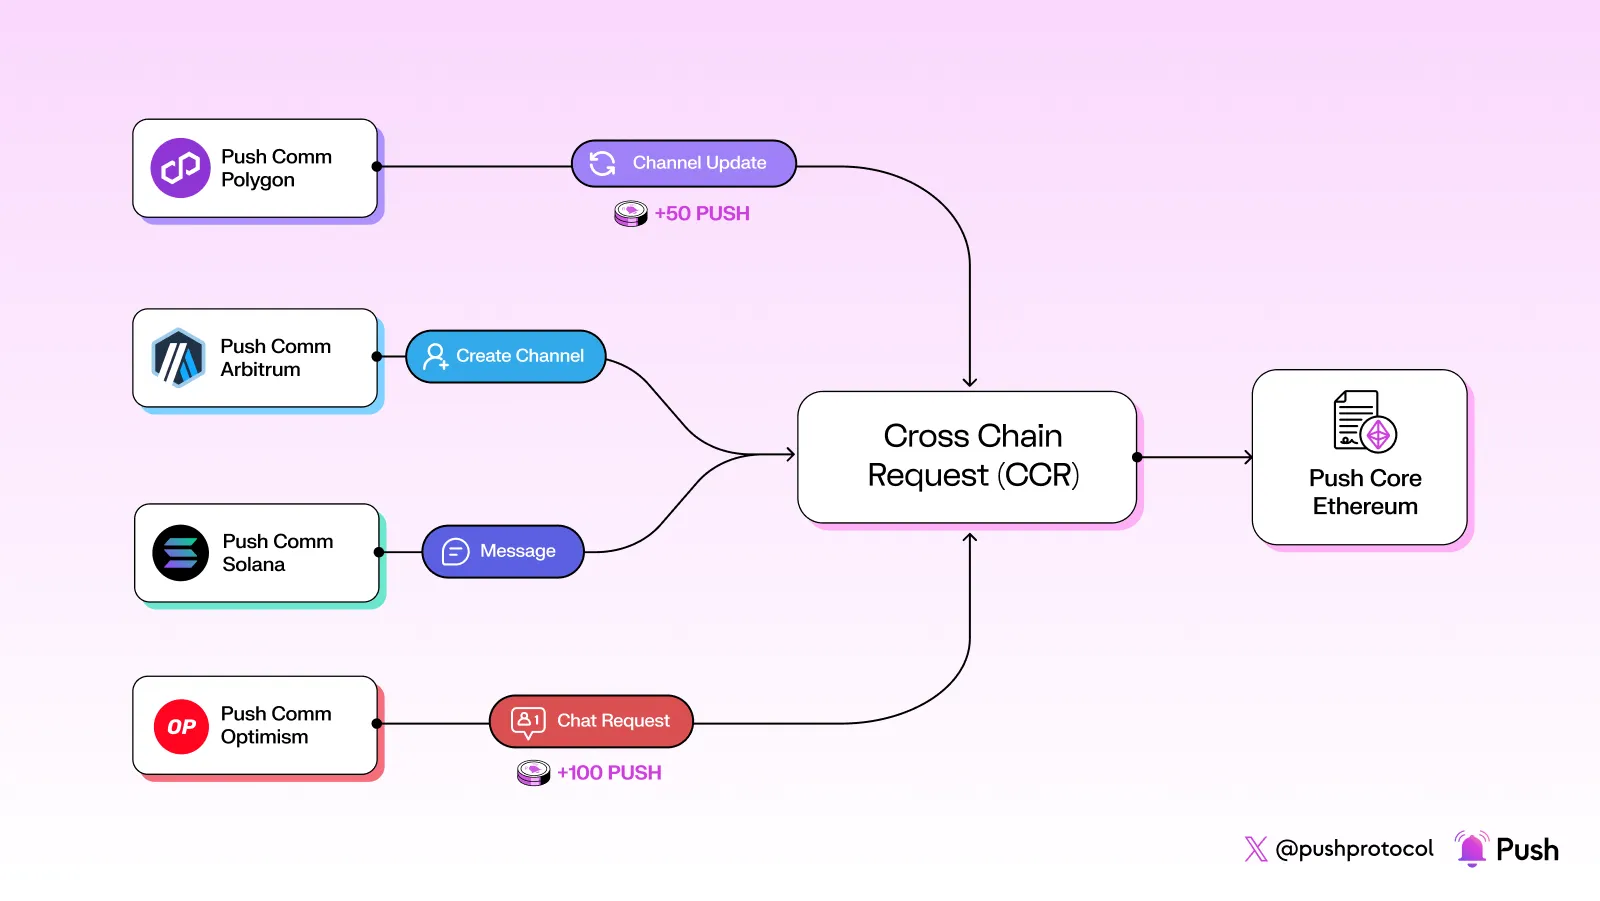 Push Comm
Polygon
Channel Update
+50 PUSH
Push Comm
Arbitrum
Create Channel
Cross Chain
Request (CCR)
Push Core
Ethereum
Push Comm
Solana
Message
Push Comm
Optimism
OP
1
Chat Request
+100 PUSH
@pushprotocol
Push